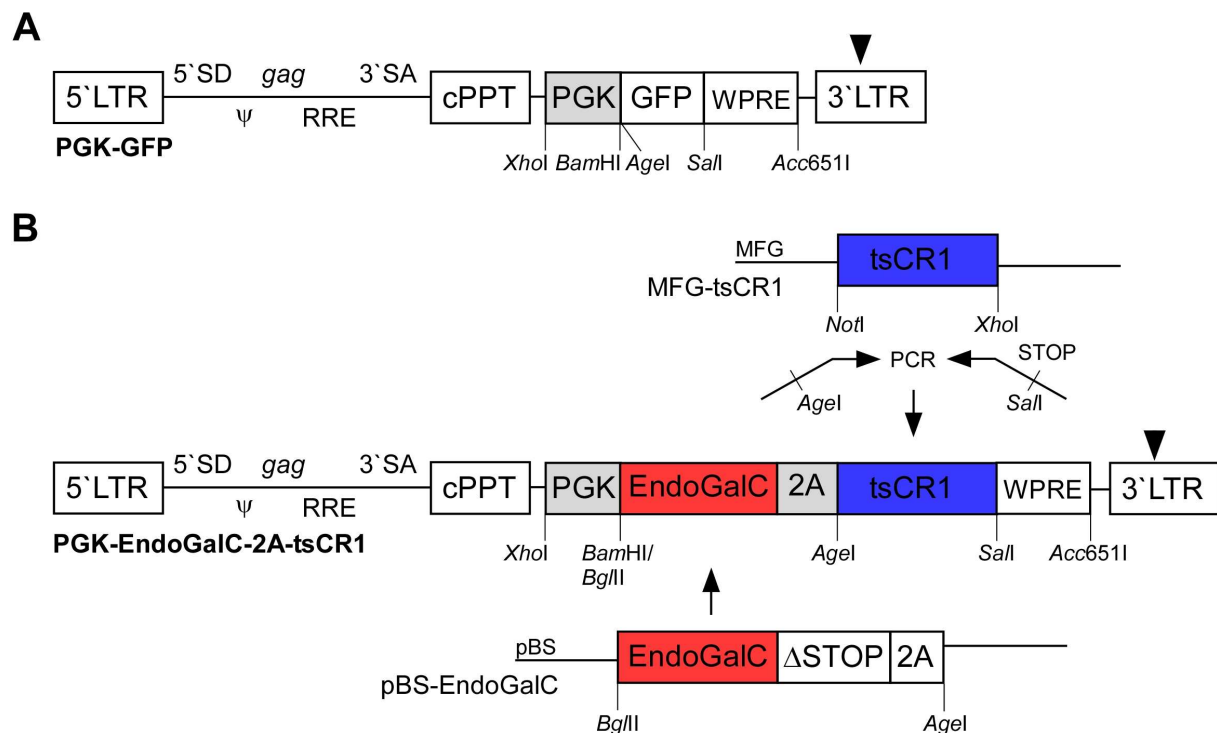 A
5`SD gag 3`SA
5`LTR cPPT PGK GFP WPRE 3`LTR
ψ RRE
PGK-GFP
XhoI BamHI AgeI SalI Acc651I
B
MFG tsCR1
MFG-tsCR1
NotI XhoI
PCR STOP
AgeI SalI
5`SD gag 3`SA
5`LTR cPPT PGK EndoGalC 2A tsCR1 WPRE 3`LTR
ψ RRE
PGK-EndoGalC-2A-tsCR1
XhoI BamHI/ AgeI SalI Acc651I
BglII
pBS EndoGalC ΔSTOP 2A
pBS-EndoGalC
BglII AgeI